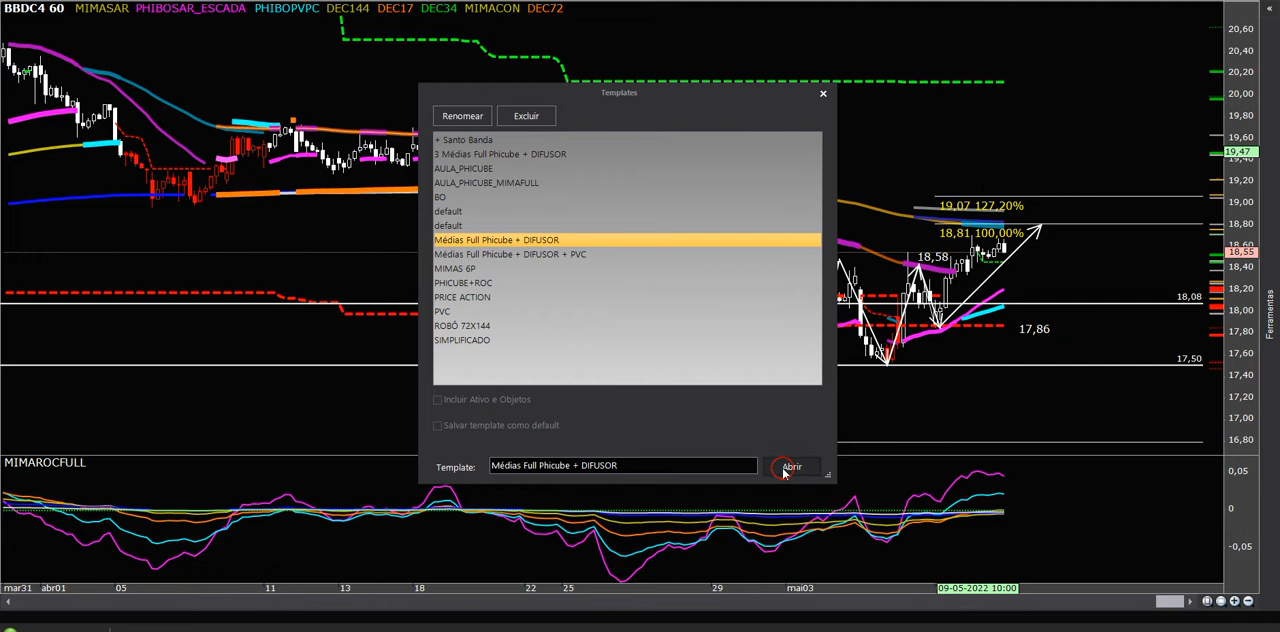 BBDC4 60 MIMASAR PHIBOSAR_ESCADA PHIBOPVPC DEC144 DEC17 DEC34 MIMACON DEC72
Templates
Renomear Excluir
+ Santo Banda
3 Médias Full Phicube + DIFUSOR
AULA_PHICUBE
AULA_PHICUBE_MIMAFULL
BO
default
default
Médias Full Phicube + DIFUSOR
Médias Full Phicube + DIFUSOR + PVC
MIMAS 6P
PHICUBE+ROC
PRICE ACTION
PVC
ROBÔ 72X144
SIMPLIFICADO
Incluir Ativo e Objetos
Salvar template como default
Template: Médias Full Phicube + DIFUSOR Abrir
19,07 127,20%
18,81 100,00%
18,58
18,08
17,86
17,50
20,60
20,40
20,20
20,00
19,80
19,60
19,47
19,40
19,20
19,00
18,80
18,60
18,55
18,40
18,20
18,00
17,80
17,60
17,40
17,20
17,00
16,80
Ferramentas
MIMAROCFULL
0,05
0
-0,05
mar31 abr01 05 11 13 18 22 25 29 mai03 09-05-2022 10:00